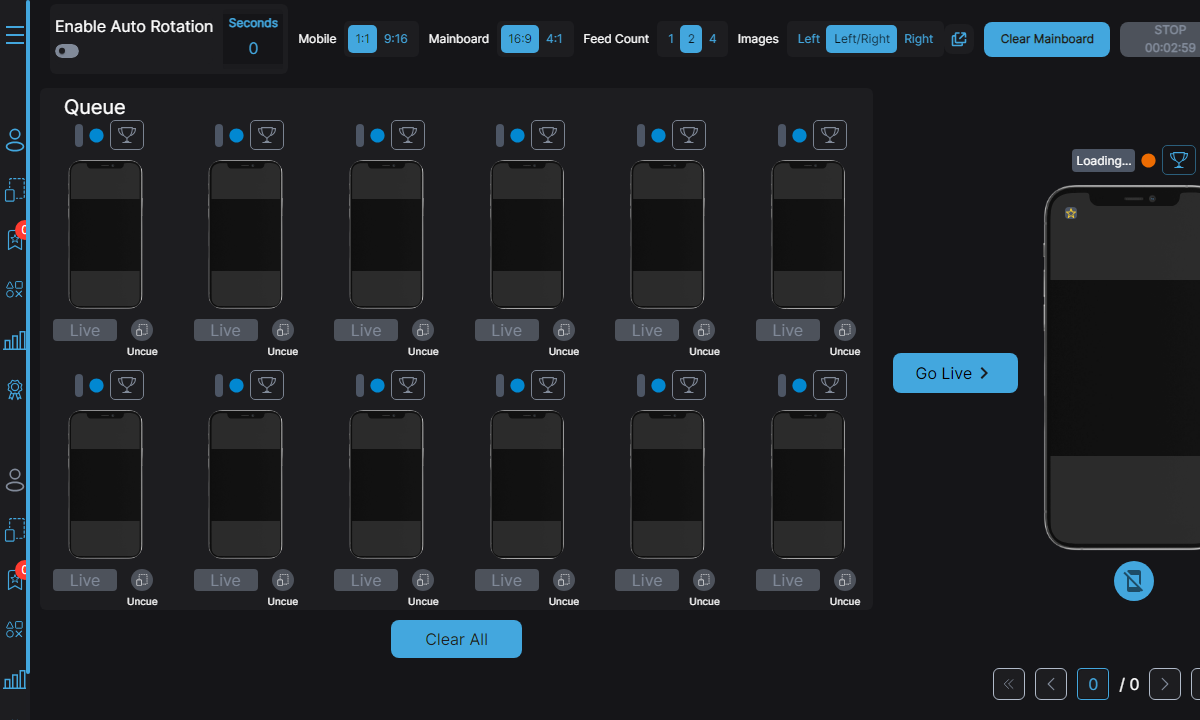 Enable Auto Rotation
Seconds
0
Mobile 1:1 9:16 Mainboard 16:9 4:1 Feed Count 1 2 4 Images Left Left/Right Right
Clear Mainboard
STOP
00:02:59
Queue
Loading...
Live Live Live Live Live Live
Uncue Uncue Uncue Uncue Uncue Uncue
Go Live
Live Live Live Live Live Live
Uncue Uncue Uncue Uncue Uncue Uncue
Clear All
0 / 0